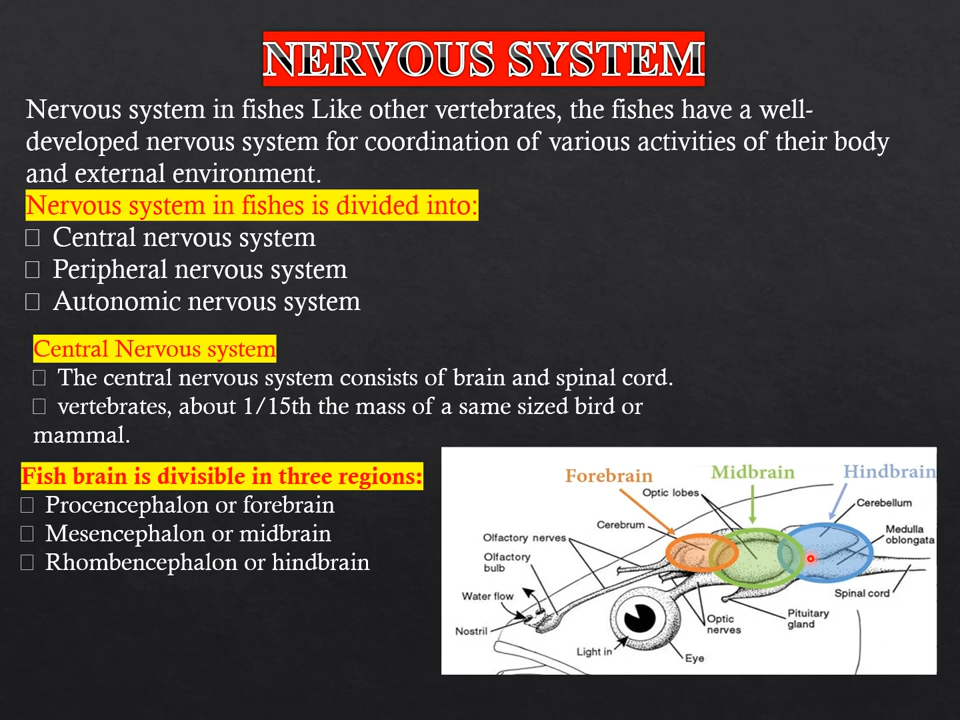 NERVOUS SYSTEM
Nervous system in fishes Like other vertebrates, the fishes have a well-
developed nervous system for coordination of various activities of their body
and external environment.
Nervous system in fishes is divided into:
Central nervous system
Peripheral nervous system
Autonomic nervous system
Central Nervous system
The central nervous system consists of brain and spinal cord.
vertebrates, about 1/15th the mass of a same sized bird or
mammal.
Fish brain is divisible in three regions:
Procencephalon or forebrain
Mesencephalon or midbrain
Rhombencephalon or hindbrain
Forebrain
Midbrain
Hindbrain
Optic lobes
Cerebellum
Cerebrum
Medulla
oblongata
Olfactory nerves
Olfactory
bulb
Water flow
Spinal cord
Pituitary
gland
Optic
nerves
Nostril
Light in
Eye